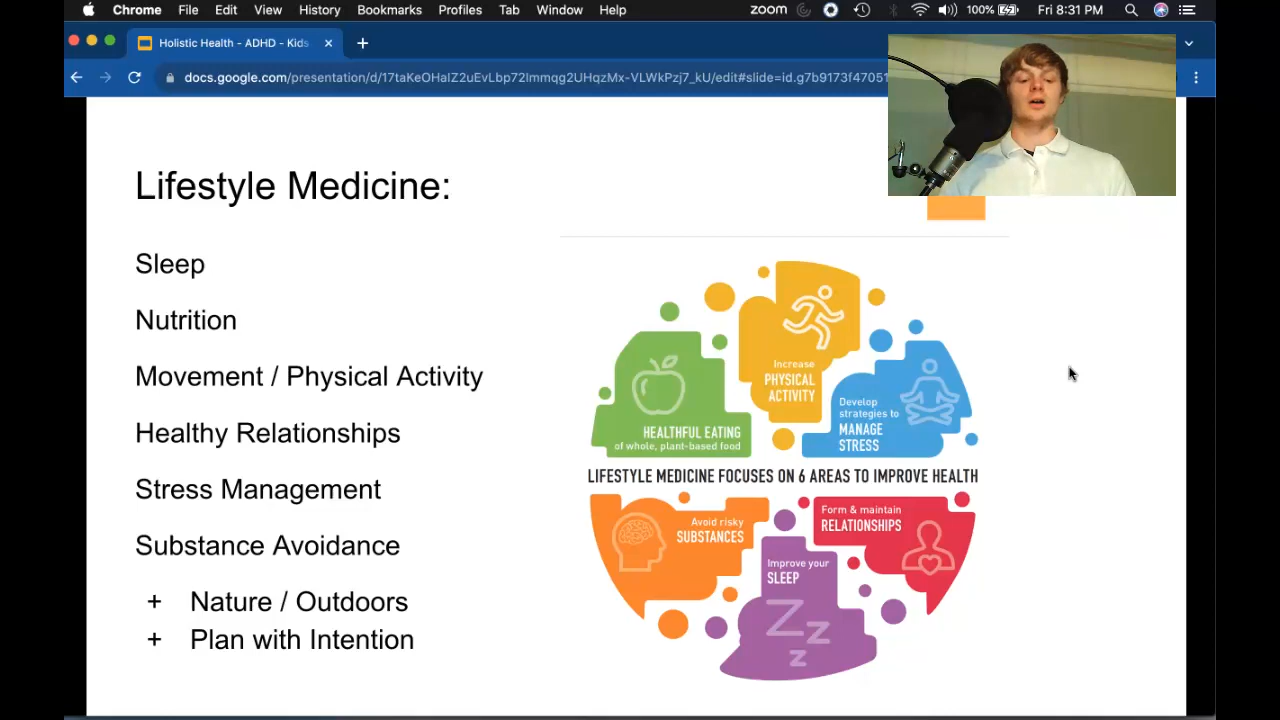 Chrome File Edit View History Bookmarks Profiles Tab Window Help zoom 100% Fri 8:31 PM
Holistic Health - ADHD - Kids
docs.google.com/presentation/d/17taKeOHaIZ2uEvLbp72lmmqg2UHqzMx-VLWkPzj7_kU/edit#slide=id.g7b9173f47051
Lifestyle Medicine:
Sleep
Nutrition
Movement / Physical Activity
Healthy Relationships
Stress Management
Substance Avoidance
+ Nature / Outdoors
+ Plan with Intention
Increase
PHYSICAL
ACTIVITY
HEALTHFUL EATING
of whole, plant-based food
Develop
strategies to
MANAGE
STRESS
LIFESTYLE MEDICINE FOCUSES ON 6 AREAS TO IMPROVE HEALTH
Avoid risky
SUBSTANCES
Improve your
SLEEP
Z z z
Form & maintain
RELATIONSHIPS